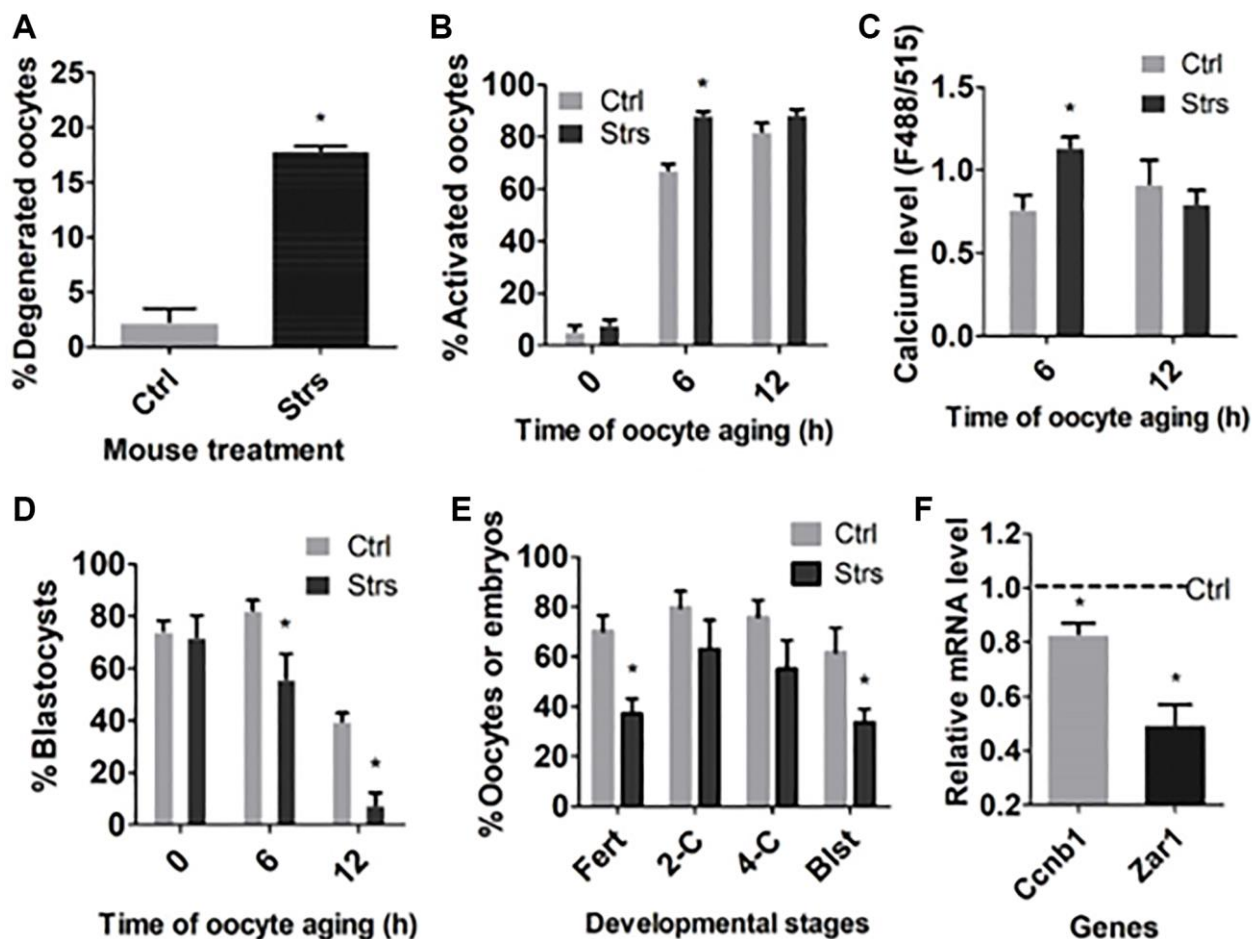 A
%Degenerated oocytes
25
20
15
10
5
0
*
Ctrl
Strs
Mouse treatment
B
%Activated oocytes
100
80
60
40
20
0
Ctrl
Strs
*
0
6
12
Time of oocyte aging (h)
C
Calcium level (F488/515)
1.5
1.0
0.5
0.0
Ctrl
Strs
*
6
12
Time of oocyte aging (h)
D
%Blastocysts
100
80
60
40
20
0
Ctrl
Strs
*
*
0
6
12
Time of oocyte aging (h)
E
%Oocytes or embryos
100
80
60
40
20
0
Ctrl
Strs
*
*
Fert
2-C
4-C
Blst
Developmental stages
F
Relative mRNA level
1.2
1.0
0.8
0.6
0.4
0.2
Ctrl
*
*
Ccnb1
Zar1
Genes